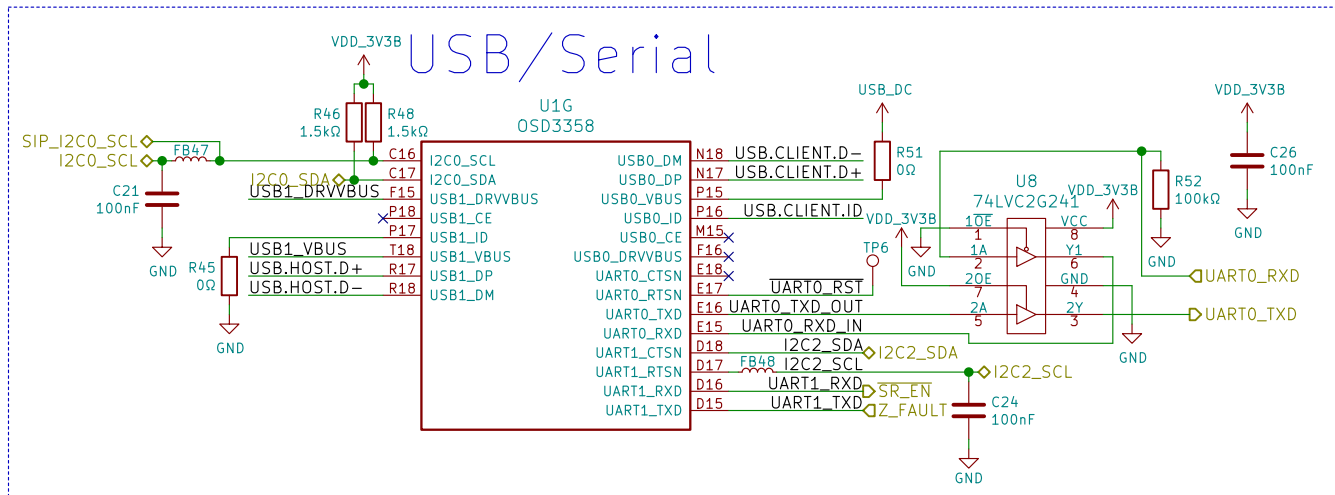 USB/Serial
VDD_3V3B
R46
1.5kΩ
R48
1.5kΩ
SIP_I2C0_SCL
I2C0_SCL
FB47
I2C0_SDA
C21
100nF
GND
USB1_DRVVBUS
USB1_VBUS
USB.HOST.D+
USB.HOST.D-
R45
0Ω
GND
U1G
OSD3358
C16 I2C0_SCL
C17 I2C0_SDA
F15 USB1_DRVVBUS
P18 USB1_CE
P17 USB1_ID
T18 USB1_VBUS
R17 USB1_DP
R18 USB1_DM
USB0_DM N18 USB.CLIENT.D-
USB0_DP N17 USB.CLIENT.D+
USB0_VBUS P15
USB0_ID P16 USB.CLIENT.ID
USB0_CE M15
USB0_DRVVBUS F16
UART0_CTSN E18
UART0_RTSN E17 UART0_RST
UART0_TXD E16 UART0_TXD_OUT
UART0_RXD E15 UART0_RXD_IN
UART1_CTSN D18 I2C2_SDA
UART1_RTSN D17 FB48 I2C2_SCL
UART1_RXD D16 UART1_RXD
UART1_TXD D15 UART1_TXD
I2C2_SDA
I2C2_SCL
SR_EN
Z_FAULT
C24
100nF
GND
USB_DC
R51
0Ω
TP6
VDD_3V3B
GND
U8
74LVC2G241
1OE
1
1A
2
2OE
7
2A
5
VCC
8
Y1
6
GND
4
2Y
3
VDD_3V3B
GND
R52
100kΩ
GND
UART0_RXD
UART0_TXD
VDD_3V3B
C26
100nF
GND